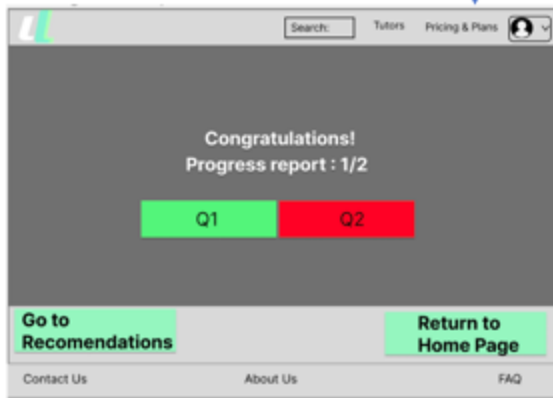 Search: Tutors Pricing & Plans
Congratulations!
Progress report : 1/2
Q1 Q2
Go to
Recomendations
Return to
Home Page
Contact Us About Us FAQ